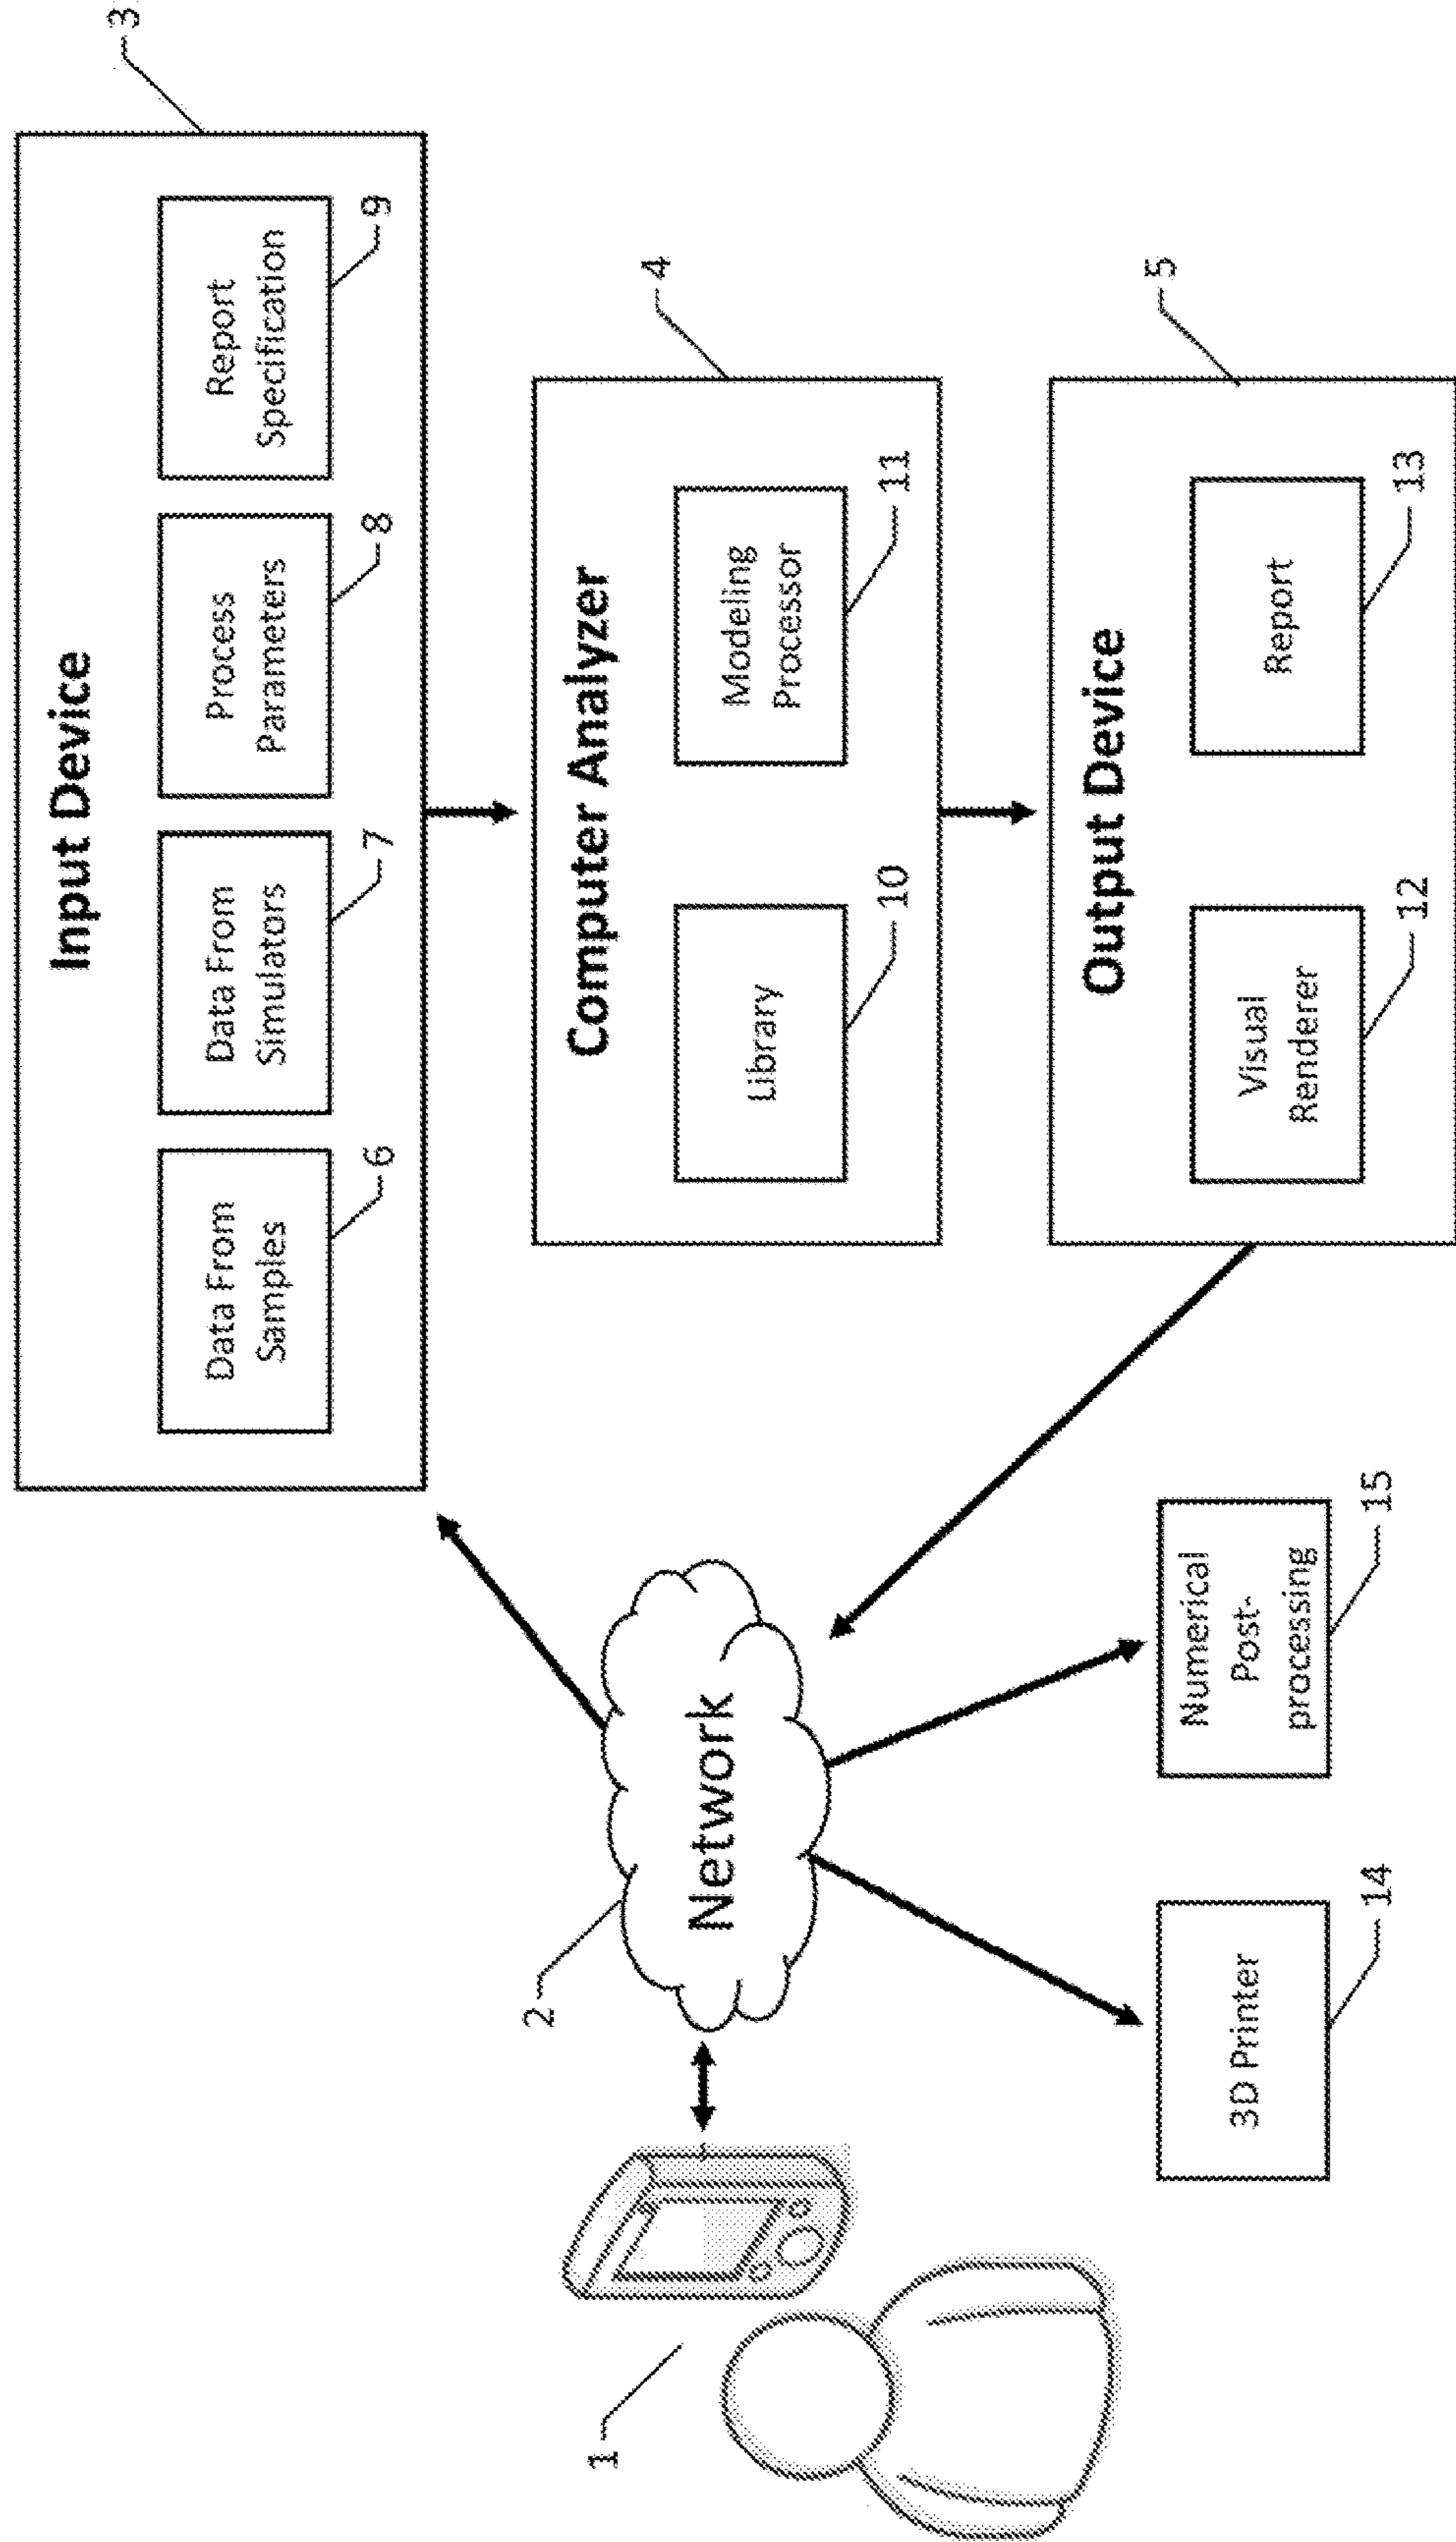 Input Device
3
Data From
Samples
6
Data From
Simulators
7
Process
Parameters
8
Report
Specification
9
Computer Analyzer
4
Library
10
Modeling
Processor
11
Output Device
5
Visual
Renderer
12
Report
13
1
2
Network
3D Printer
14
Numerical
Post-
processing
15